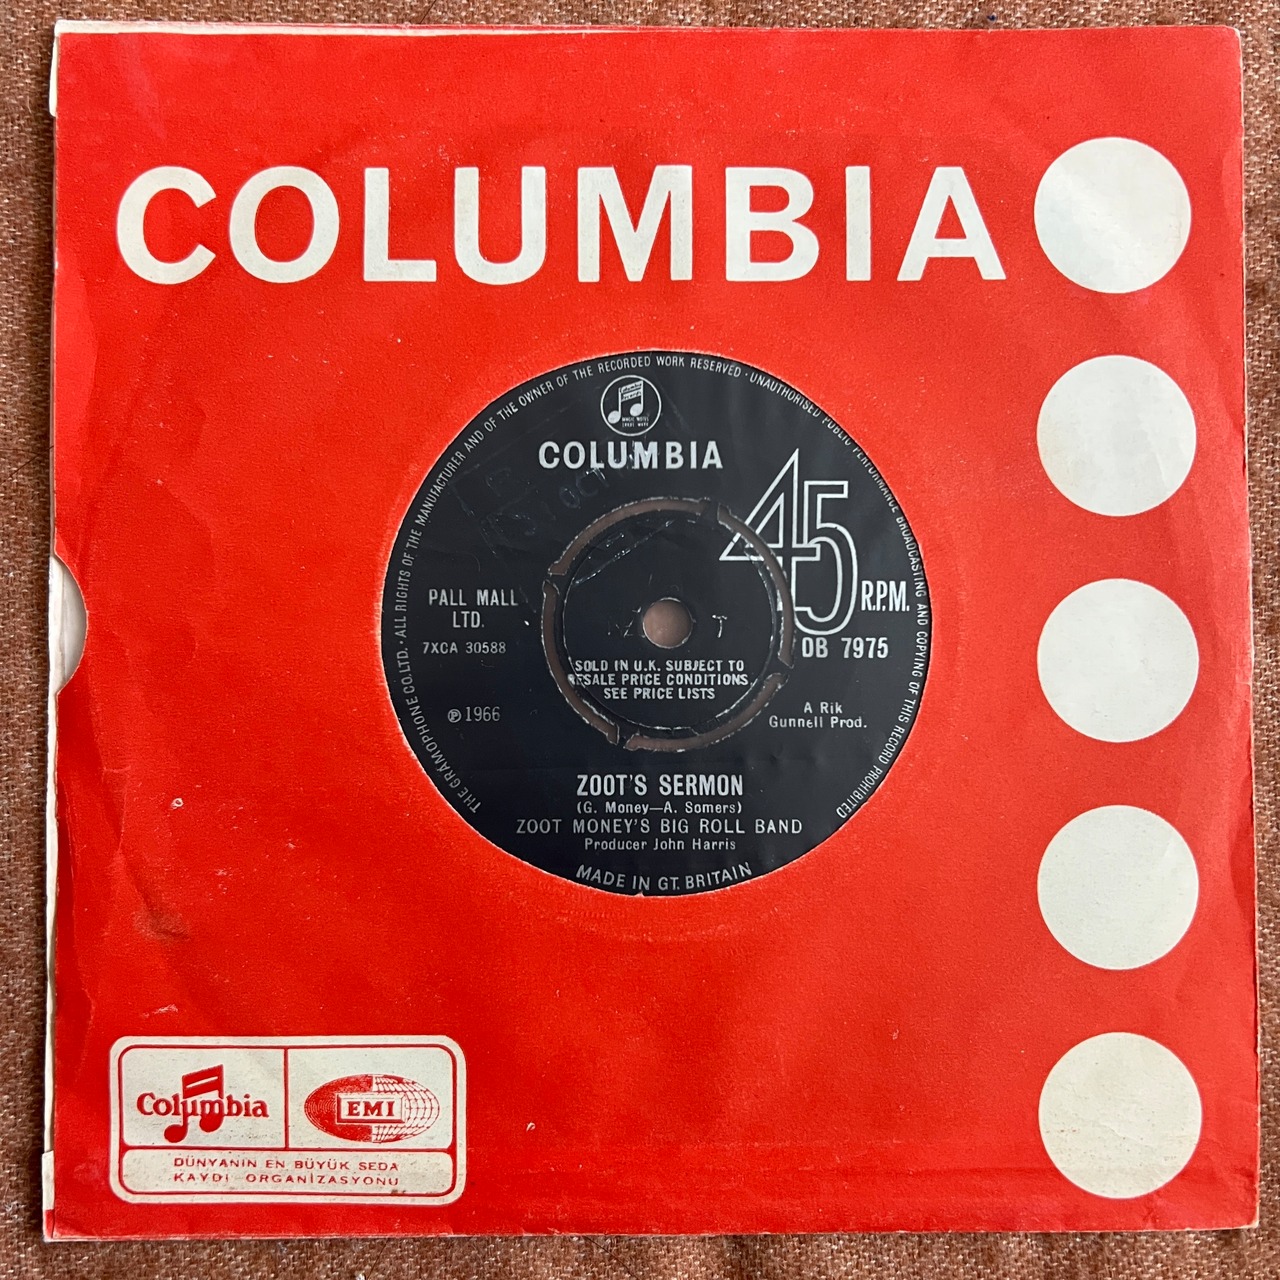 COLUMBIA
THE GRAMOPHONE CO. LTD. · ALL RIGHTS OF THE MANUFACTURER AND OF THE OWNER OF THE RECORDED WORK RESERVED · UNAUTHORISED PUBLIC PERFORMANCE BROADCASTING AND COPYING OF THIS RECORD PROHIBITED
COLUMBIA
45
R.P.M.
PALL MALL
LTD.
7XCA 30588
DB 7975
SOLD IN U.K. SUBJECT TO
RESALE PRICE CONDITIONS,
SEE PRICE LISTS
℗ 1966
A Rik
Gunnell Prod.
ZOOT'S SERMON
(G. Money—A. Somers)
ZOOT MONEY'S BIG ROLL BAND
Producer John Harris
MADE IN GT. BRITAIN
Columbia
EMI
DÜNYANIN EN BÜYÜK SEDA
KAYDI ORGANİZASYONU